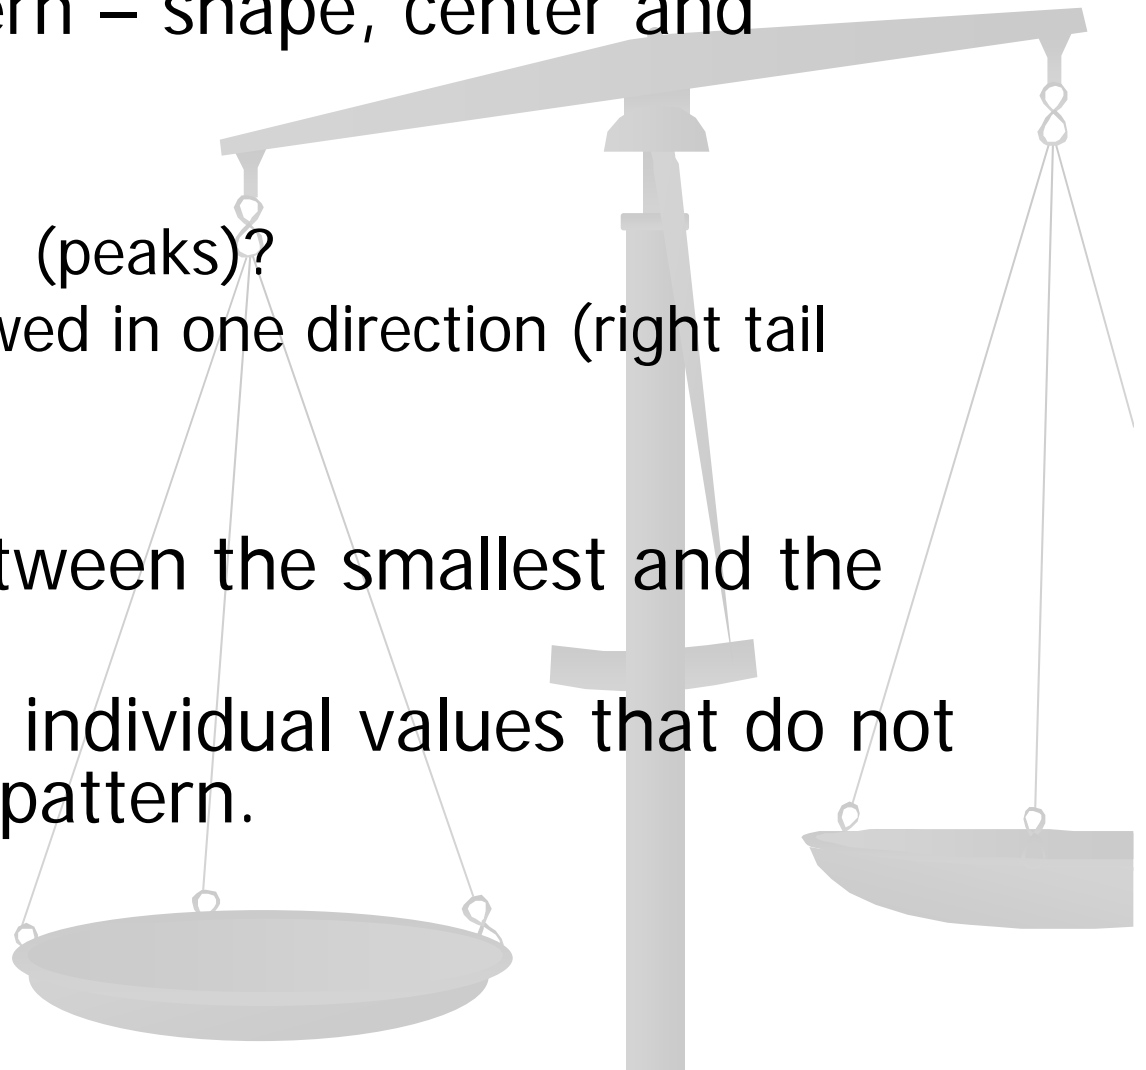 ern – shape, center and
(peaks)?
wed in one direction (right tail
tween the smallest and the
individual values that do not
pattern.